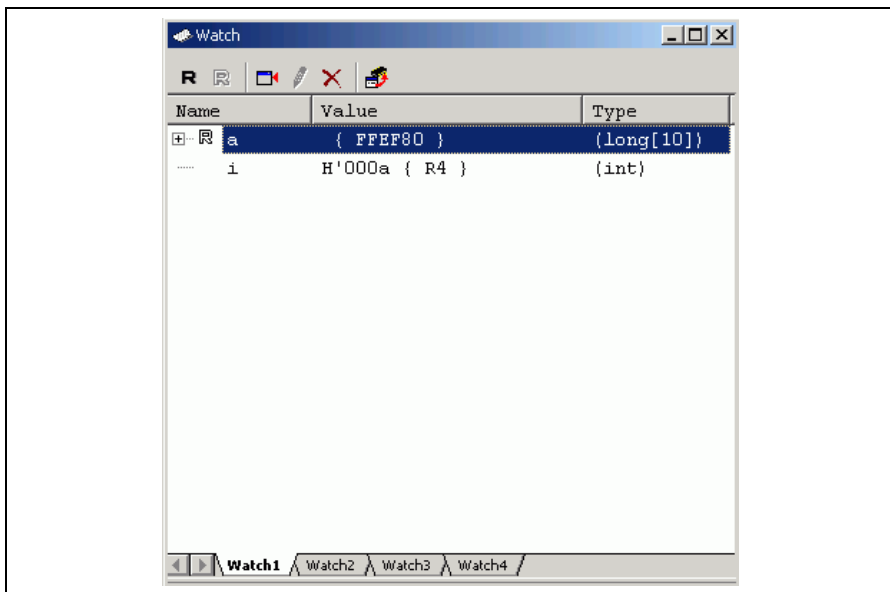 Watch
R R
Name Value Type
R a { FFEF80 } (long[10])
i H'000a { R4 } (int)
Watch1 Watch2 Watch3 Watch4